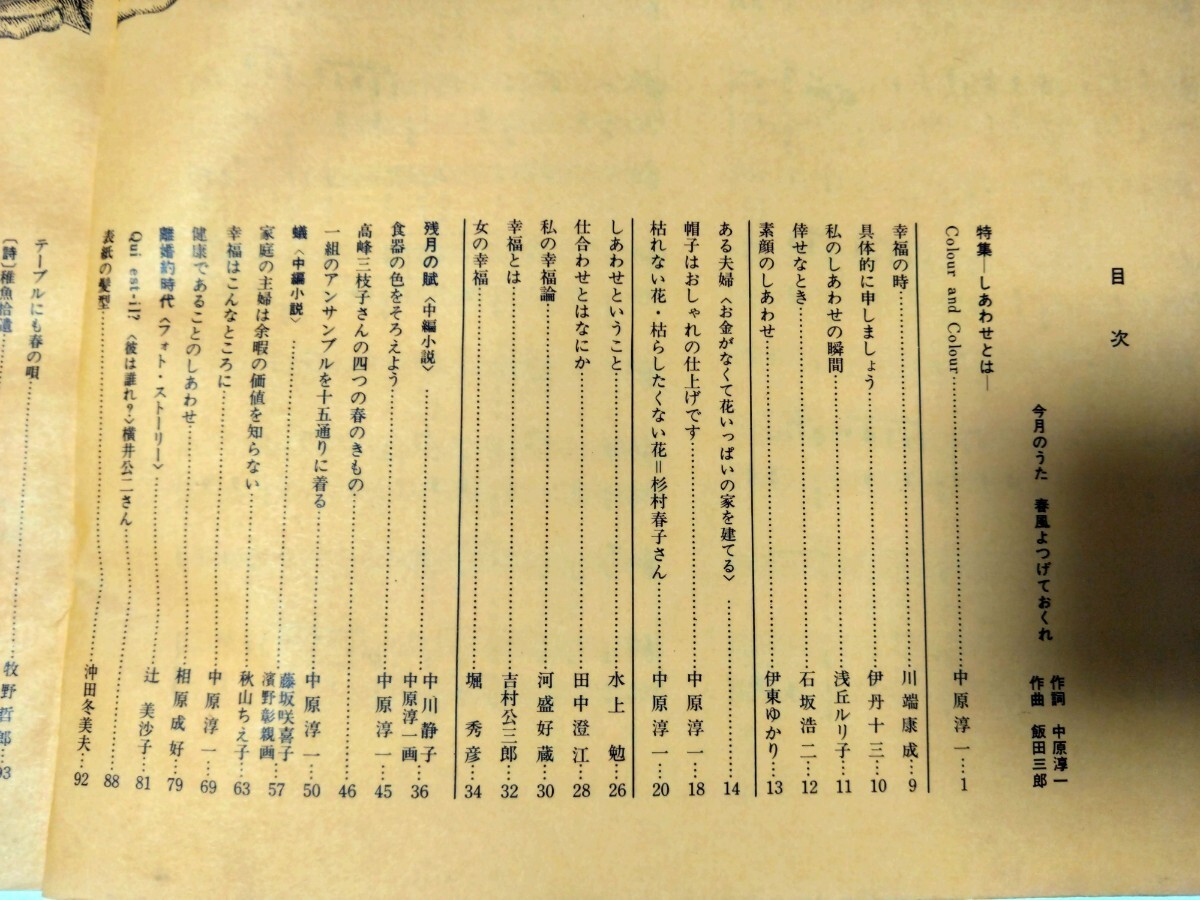 目次
今月のうた 春風よつげておくれ 作詞 中原淳一 作曲 飯田三郎
特集―しあわせとは―
Colour and Colour……中原淳一…1
幸福の時……川端康成…9
具体的に申しましょう……伊丹十三…10
私のしあわせの瞬間……浅丘ルリ子…11
倖せなとき……石坂浩二…12
素顔のしあわせ……伊東ゆかり…13
ある夫婦〈お金がなくて花いっぱいの家を建てる〉……14
帽子はおしゃれの仕上げです……中原淳一…18
枯れない花・枯らしたくない花=杉村春子さん……中原淳一…20
しあわせということ……水上勉…26
仕合わせとはなにか……田中澄江…28
私の幸福論……河盛好蔵…30
幸福とは……吉村公三郎…32
女の幸福……堀秀彦…34
残月の賦〈中編小説〉……中川静子 中原淳一画…36
食器の色をそろえよう……中原淳一…45
高峰三枝子さんの四つの春のきもの……46
一組のアンサンブルを十五通りに着る……中原淳一…50
蟻〈中編小説〉……藤坂咲喜子 濱野彰親画…57
家庭の主婦は余暇の価値を知らない……秋山ちえ子…63
幸福はこんなところに……中原淳一…69
健康であることのしあわせ……相原成好…79
離婚約時代〈フォト・ストーリー〉……辻美沙子…81
Qui est-il?〈彼は誰れ?〉横井公二さん……88
表紙の髪型……沖田冬美夫…92
テーブルにも春の唄……牧野哲郎…93
〔詩〕稚魚拾遺……